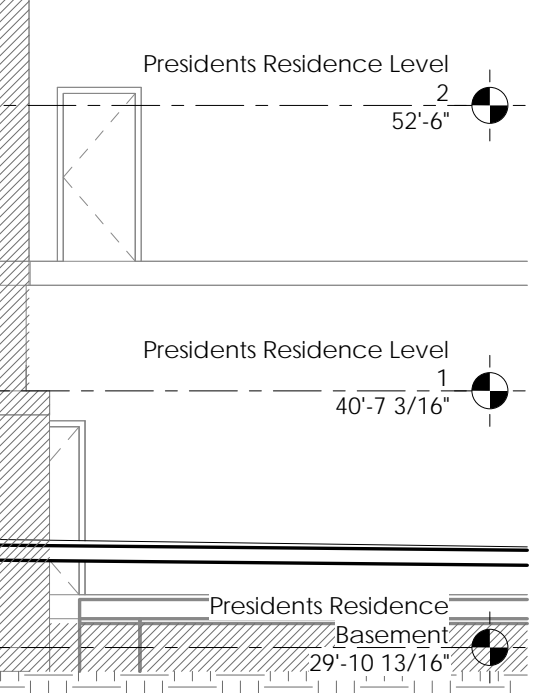 Presidents Residence Level
2
52'-6"
Presidents Residence Level
1
40'-7 3/16"
Presidents Residence
Basement
29'-10 13/16"